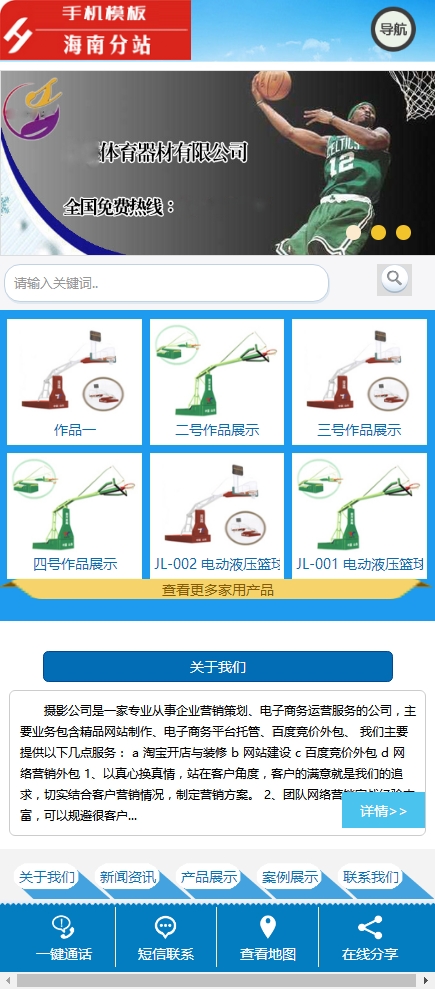 手机模版
海南分站
导航
体育器材有限公司
CELTICS
12
全国免费热线：
请输入关键词..
作品一
二号作品展示
三号作品展示
四号作品展示
JL-002 电动液压篮球
JL-001 电动液压篮球
查看更多家用产品
关于我们
摄影公司是一家专业从事企业营销策划、电子商务运营服务的公司，主
要业务包含精品网站制作、电子商务平台托管、百度竞价外包、 我们主要
提供以下几点服务： a 淘宝开店与装修 b 网站建设 c 百度竞价外包 d 网
络营销外包 1、以真心换真情，站在客户角度，客户的满意就是我们的追
求，切实结合客户营销情况，制定营销方案。 2、团队网络营销实战经验丰
富，可以规避很客户...
详情>>
关于我们
新闻资讯
产品展示
案例展示
联系我们
一键通话
短信联系
查看地图
在线分享